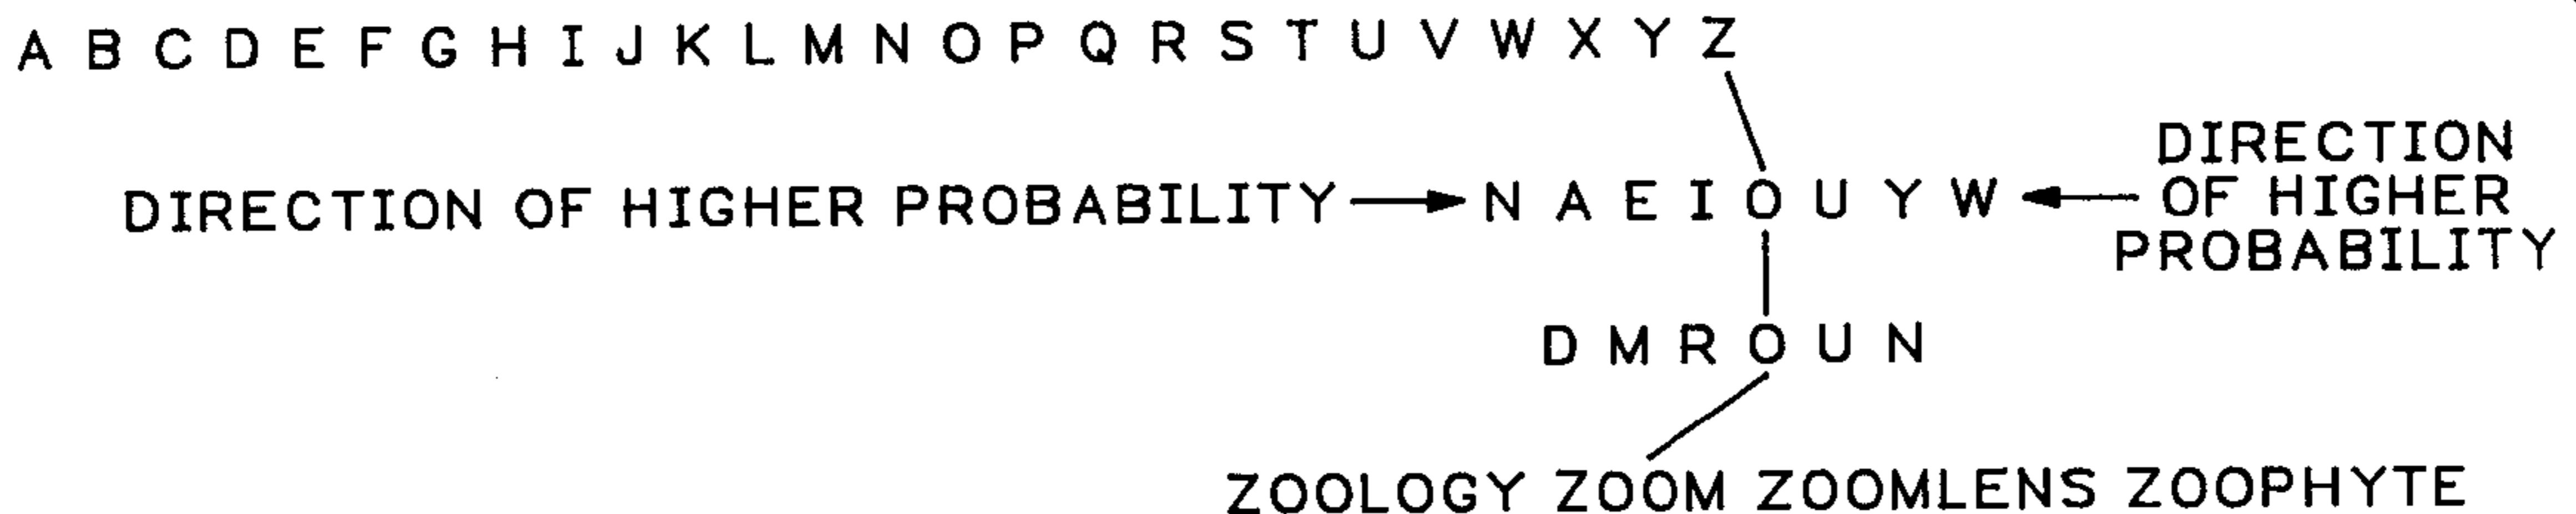 A B C D E F G H I J K L M N O P Q R S T U V W X Y Z
DIRECTION OF HIGHER PROBABILITY N A E I O U Y W
DIRECTION
OF HIGHER
PROBABILITY
D M R O U N
ZOOLOGY ZOOM ZOOMLENS ZOOPHYTE